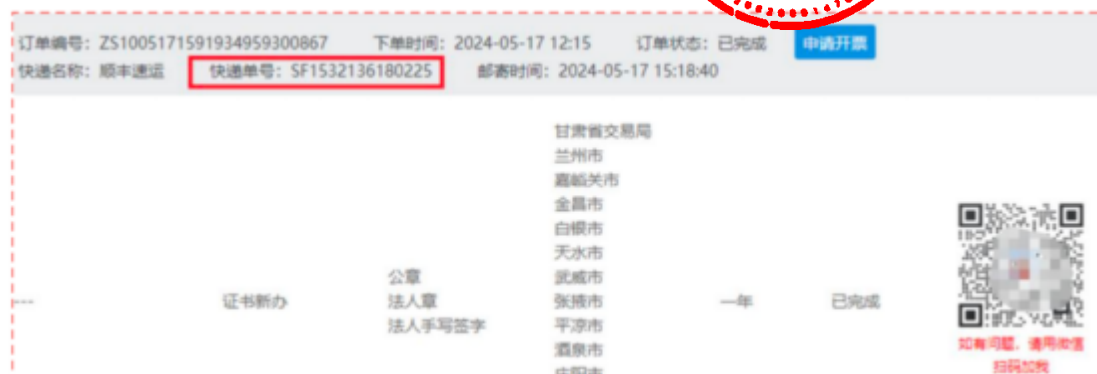 订单编号：ZS10051715919349593​00867 下单时间：2024-05-17 12:15 订单状态：已完成 申请开票
快递名称：顺丰速运 快递单号：SF1532136180225 邮寄时间：2024-05-17 15:18:40
甘肃省交易局
兰州市
嘉峪关市
金昌市
白银市
天水市
公章
武威市
--- 证书新办 法人章 张掖市 一年 已完成
法人手写签字 平凉市
酒泉市
庆阳市
如有问题，请用微信
扫码加我